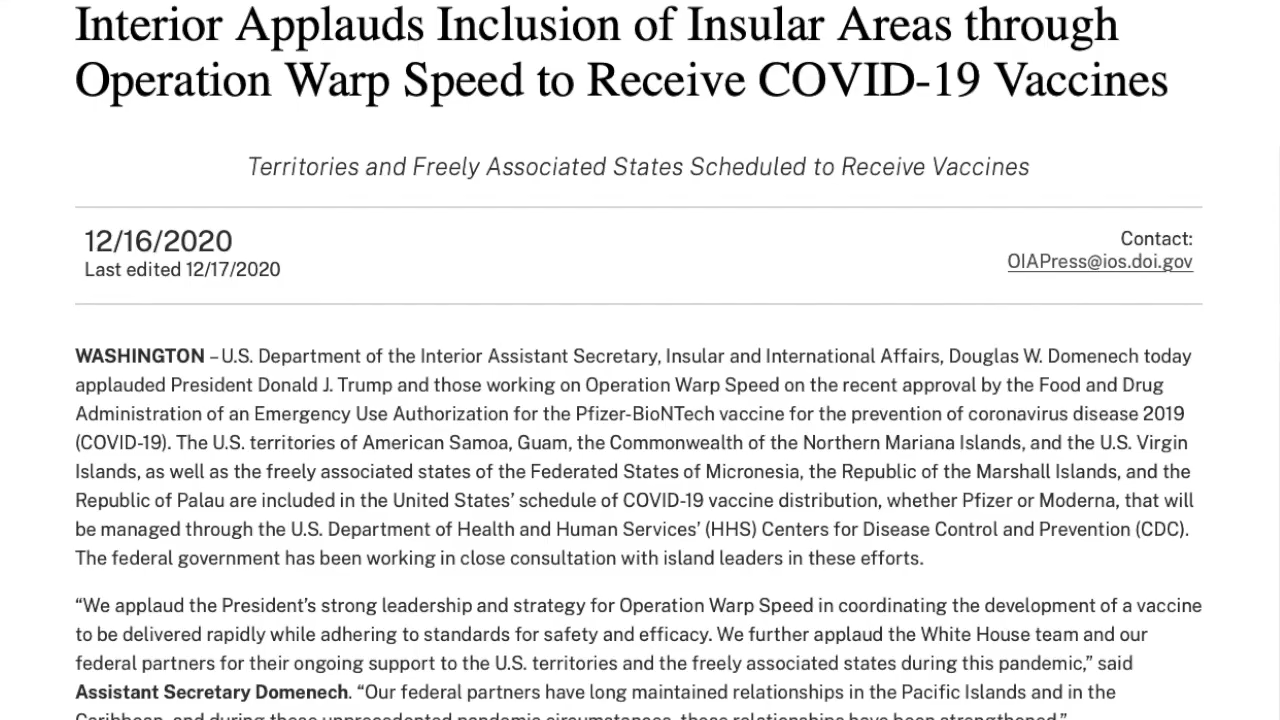 Interior Applauds Inclusion of Insular Areas through
Operation Warp Speed to Receive COVID-19 Vaccines
Territories and Freely Associated States Scheduled to Receive Vaccines
12/16/2020
Last edited 12/17/2020
Contact:
OIAPress@ios.doi.gov
WASHINGTON – U.S. Department of the Interior Assistant Secretary, Insular and International Affairs, Douglas W. Domenech today
applauded President Donald J. Trump and those working on Operation Warp Speed on the recent approval by the Food and Drug
Administration of an Emergency Use Authorization for the Pfizer-BioNTech vaccine for the prevention of coronavirus disease 2019
(COVID-19). The U.S. territories of American Samoa, Guam, the Commonwealth of the Northern Mariana Islands, and the U.S. Virgin
Islands, as well as the freely associated states of the Federated States of Micronesia, the Republic of the Marshall Islands, and the
Republic of Palau are included in the United States’ schedule of COVID-19 vaccine distribution, whether Pfizer or Moderna, that will
be managed through the U.S. Department of Health and Human Services’ (HHS) Centers for Disease Control and Prevention (CDC).
The federal government has been working in close consultation with island leaders in these efforts.
“We applaud the President’s strong leadership and strategy for Operation Warp Speed in coordinating the development of a vaccine
to be delivered rapidly while adhering to standards for safety and efficacy. We further applaud the White House team and our
federal partners for their ongoing support to the U.S. territories and the freely associated states during this pandemic,” said
Assistant Secretary Domenech. “Our federal partners have long maintained relationships in the Pacific Islands and in the
Caribbean, and during these unprecedented pandemic circumstances, these relationships have been strengthened.”